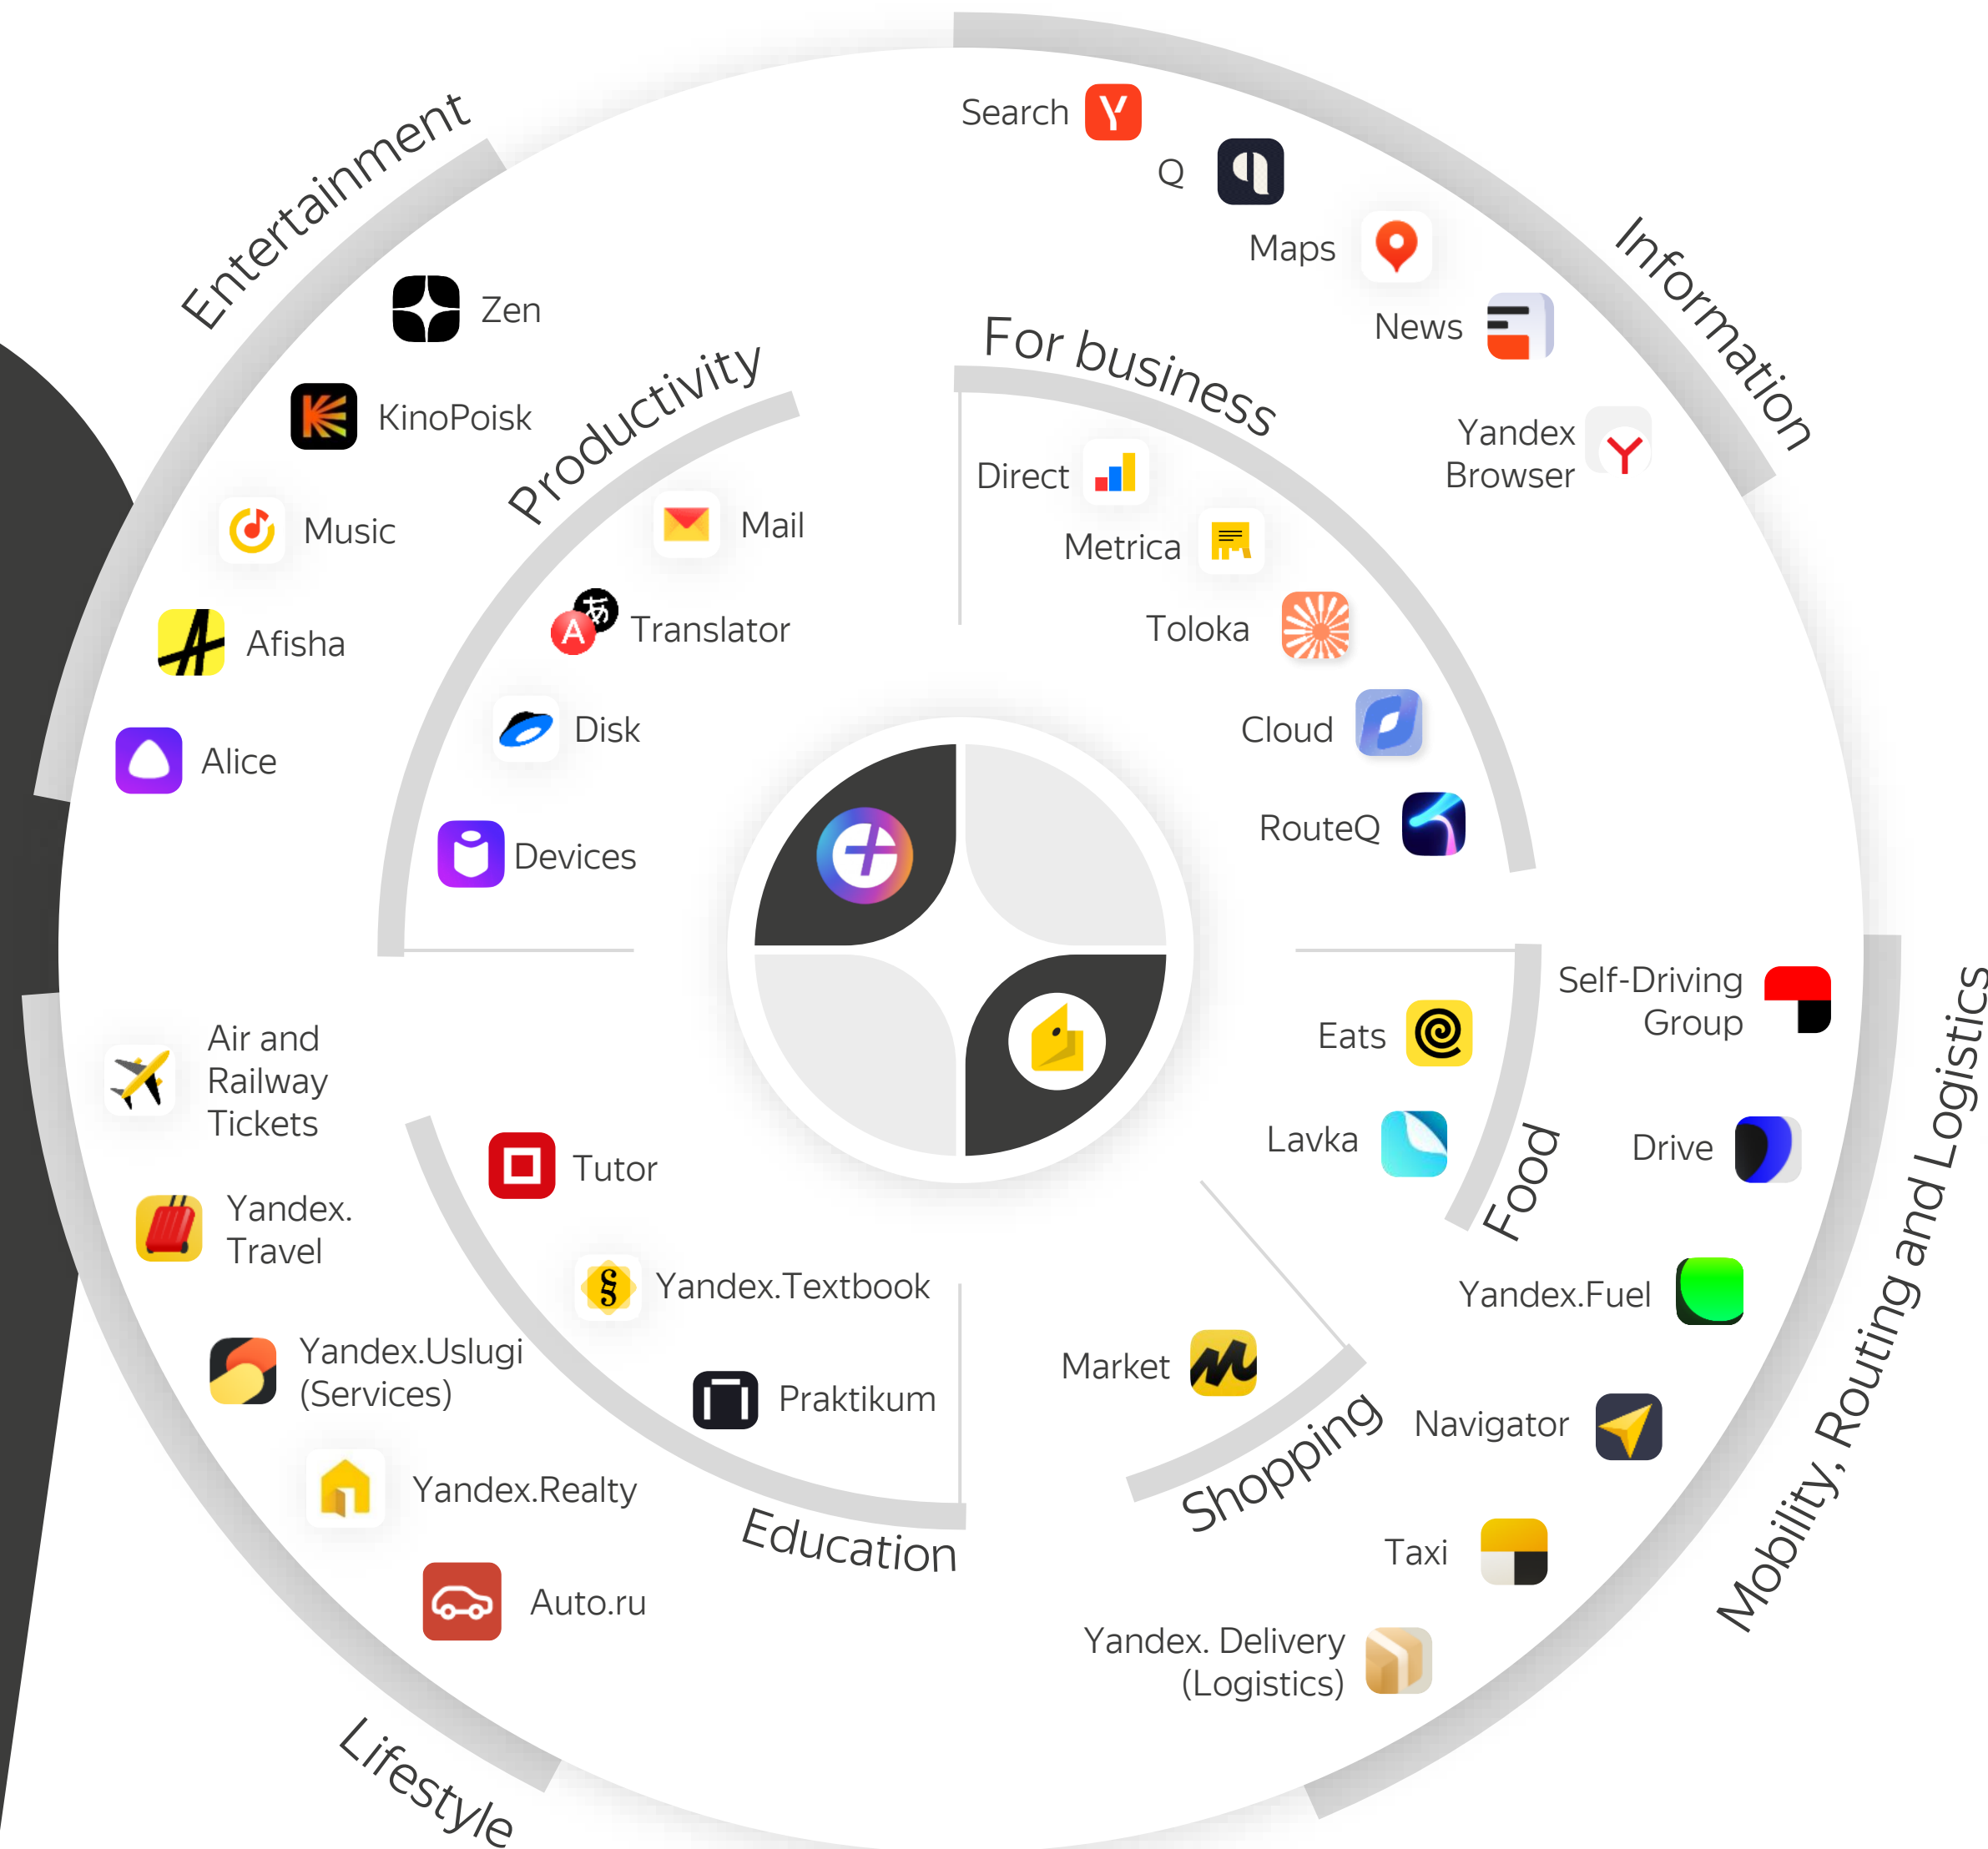 Entertainment
Zen
KinoPoisk
Music
Afisha
Alice
Productivity
Mail
Translator
あ
A
Disk
Devices
For business
Direct
Metrica
Toloka
Cloud
RouteQ
Information
Search
Y
Q
q
Maps
News
Yandex
Browser
Y
Mobility, Routing and Logistics
Self-Driving
Group
Drive
Yandex.Fuel
Navigator
Taxi
Yandex. Delivery
(Logistics)
Food
Eats
Lavka
Shopping
Market
Education
Tutor
Yandex.Textbook
§
Praktikum
Lifestyle
Air and
Railway
Tickets
Yandex.
Travel
Yandex.Uslugi
(Services)
Yandex.Realty
Auto.ru